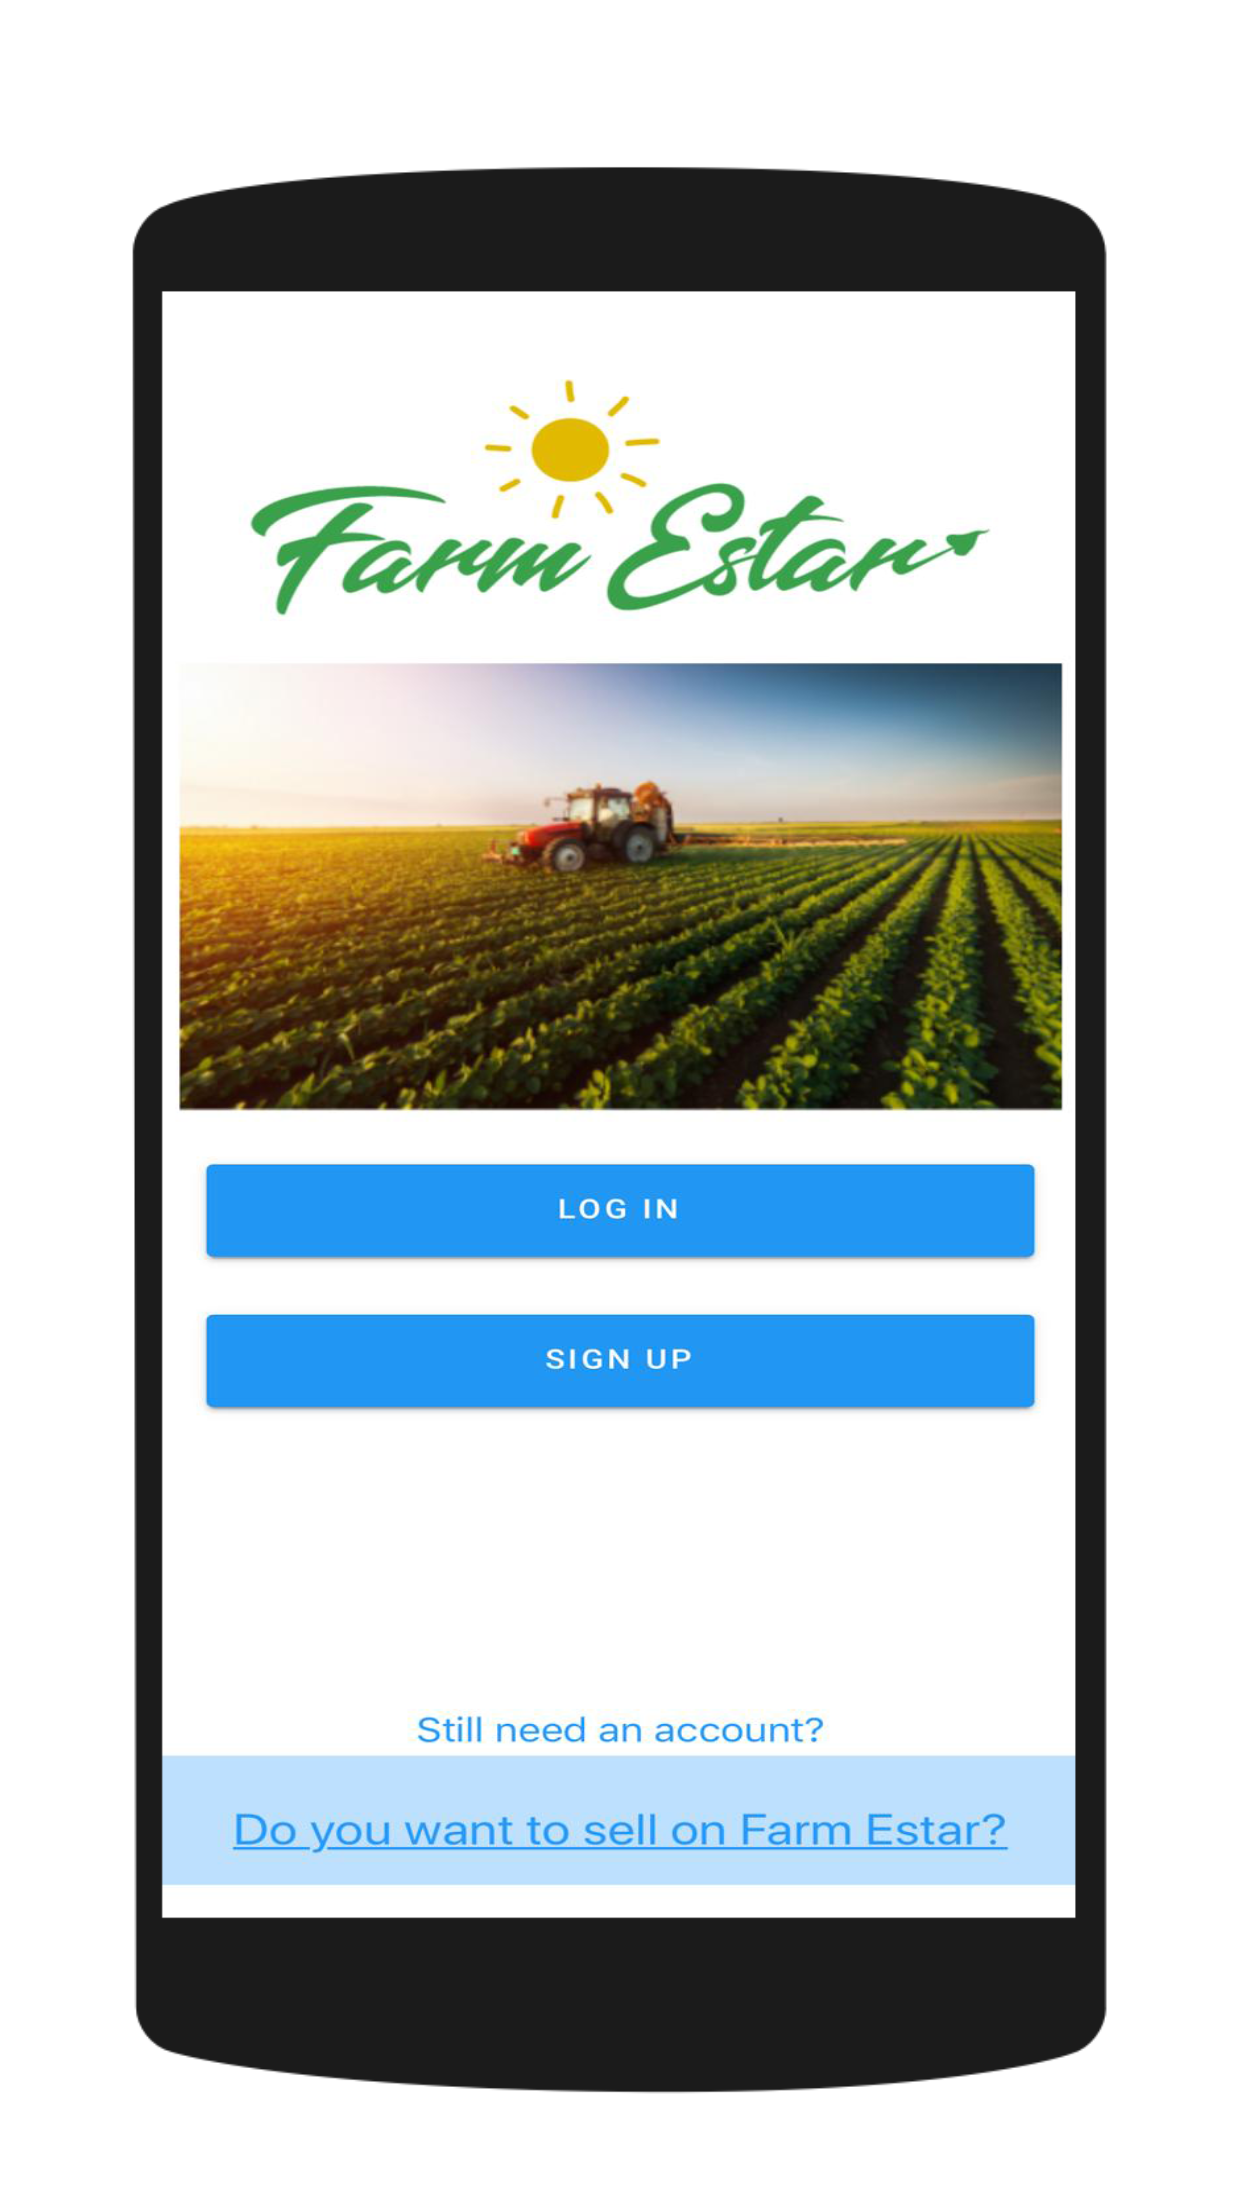 Farm Estar
LOG IN
SIGN UP
Still need an account?
Do you want to sell on Farm Estar?